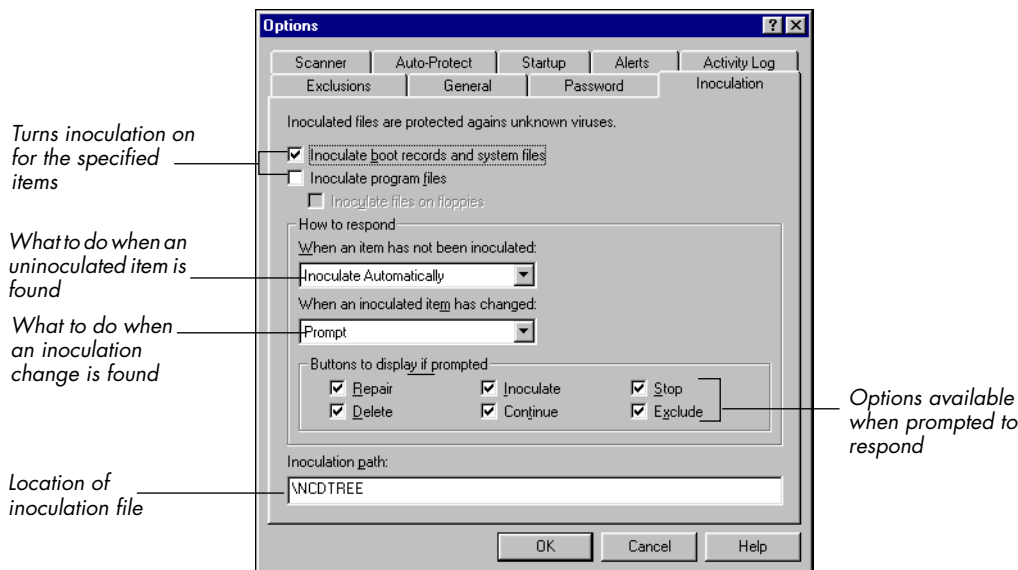 Options
Scanner Auto-Protect Startup Alerts Activity Log
Exclusions General Password Inoculation
Inoculated files are protected agains unknown viruses.
Turns inoculation on
for the specified
items
Inoculate boot records and system files
Inoculate program files
Inoculate files on floppies
How to respond
What to do when an
uninoculated item is
found
When an item has not been inoculated:
Inoculate Automatically
What to do when
an inoculation
change is found
When an inoculated item has changed:
Prompt
Buttons to display if prompted
Repair Inoculate Stop
Delete Continue Exclude
Options available
when prompted to
respond
Location of
inoculation file
Inoculation path:
\NCDTREE
OK Cancel Help